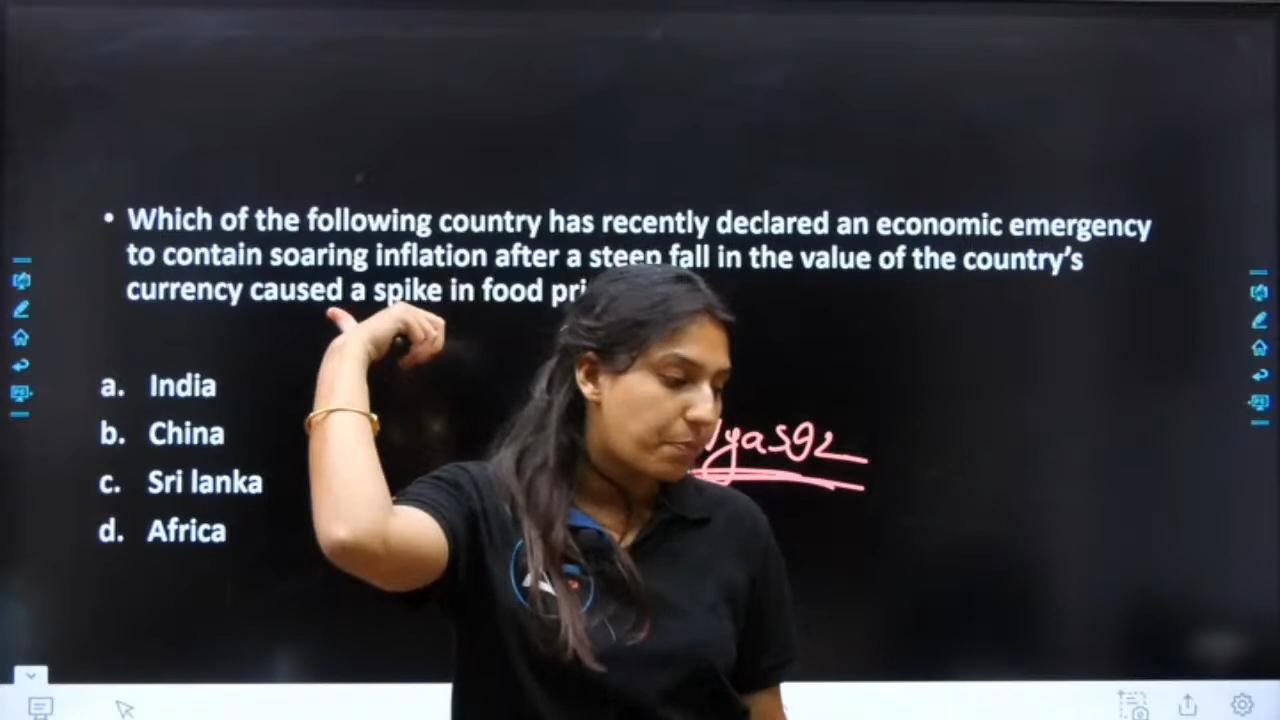 • Which of the following country has recently declared an economic emergency
to contain soaring inflation after a steep fall in the value of the country's
currency caused a spike in food
a. India
b. China
c. Sri lanka
d. Africa